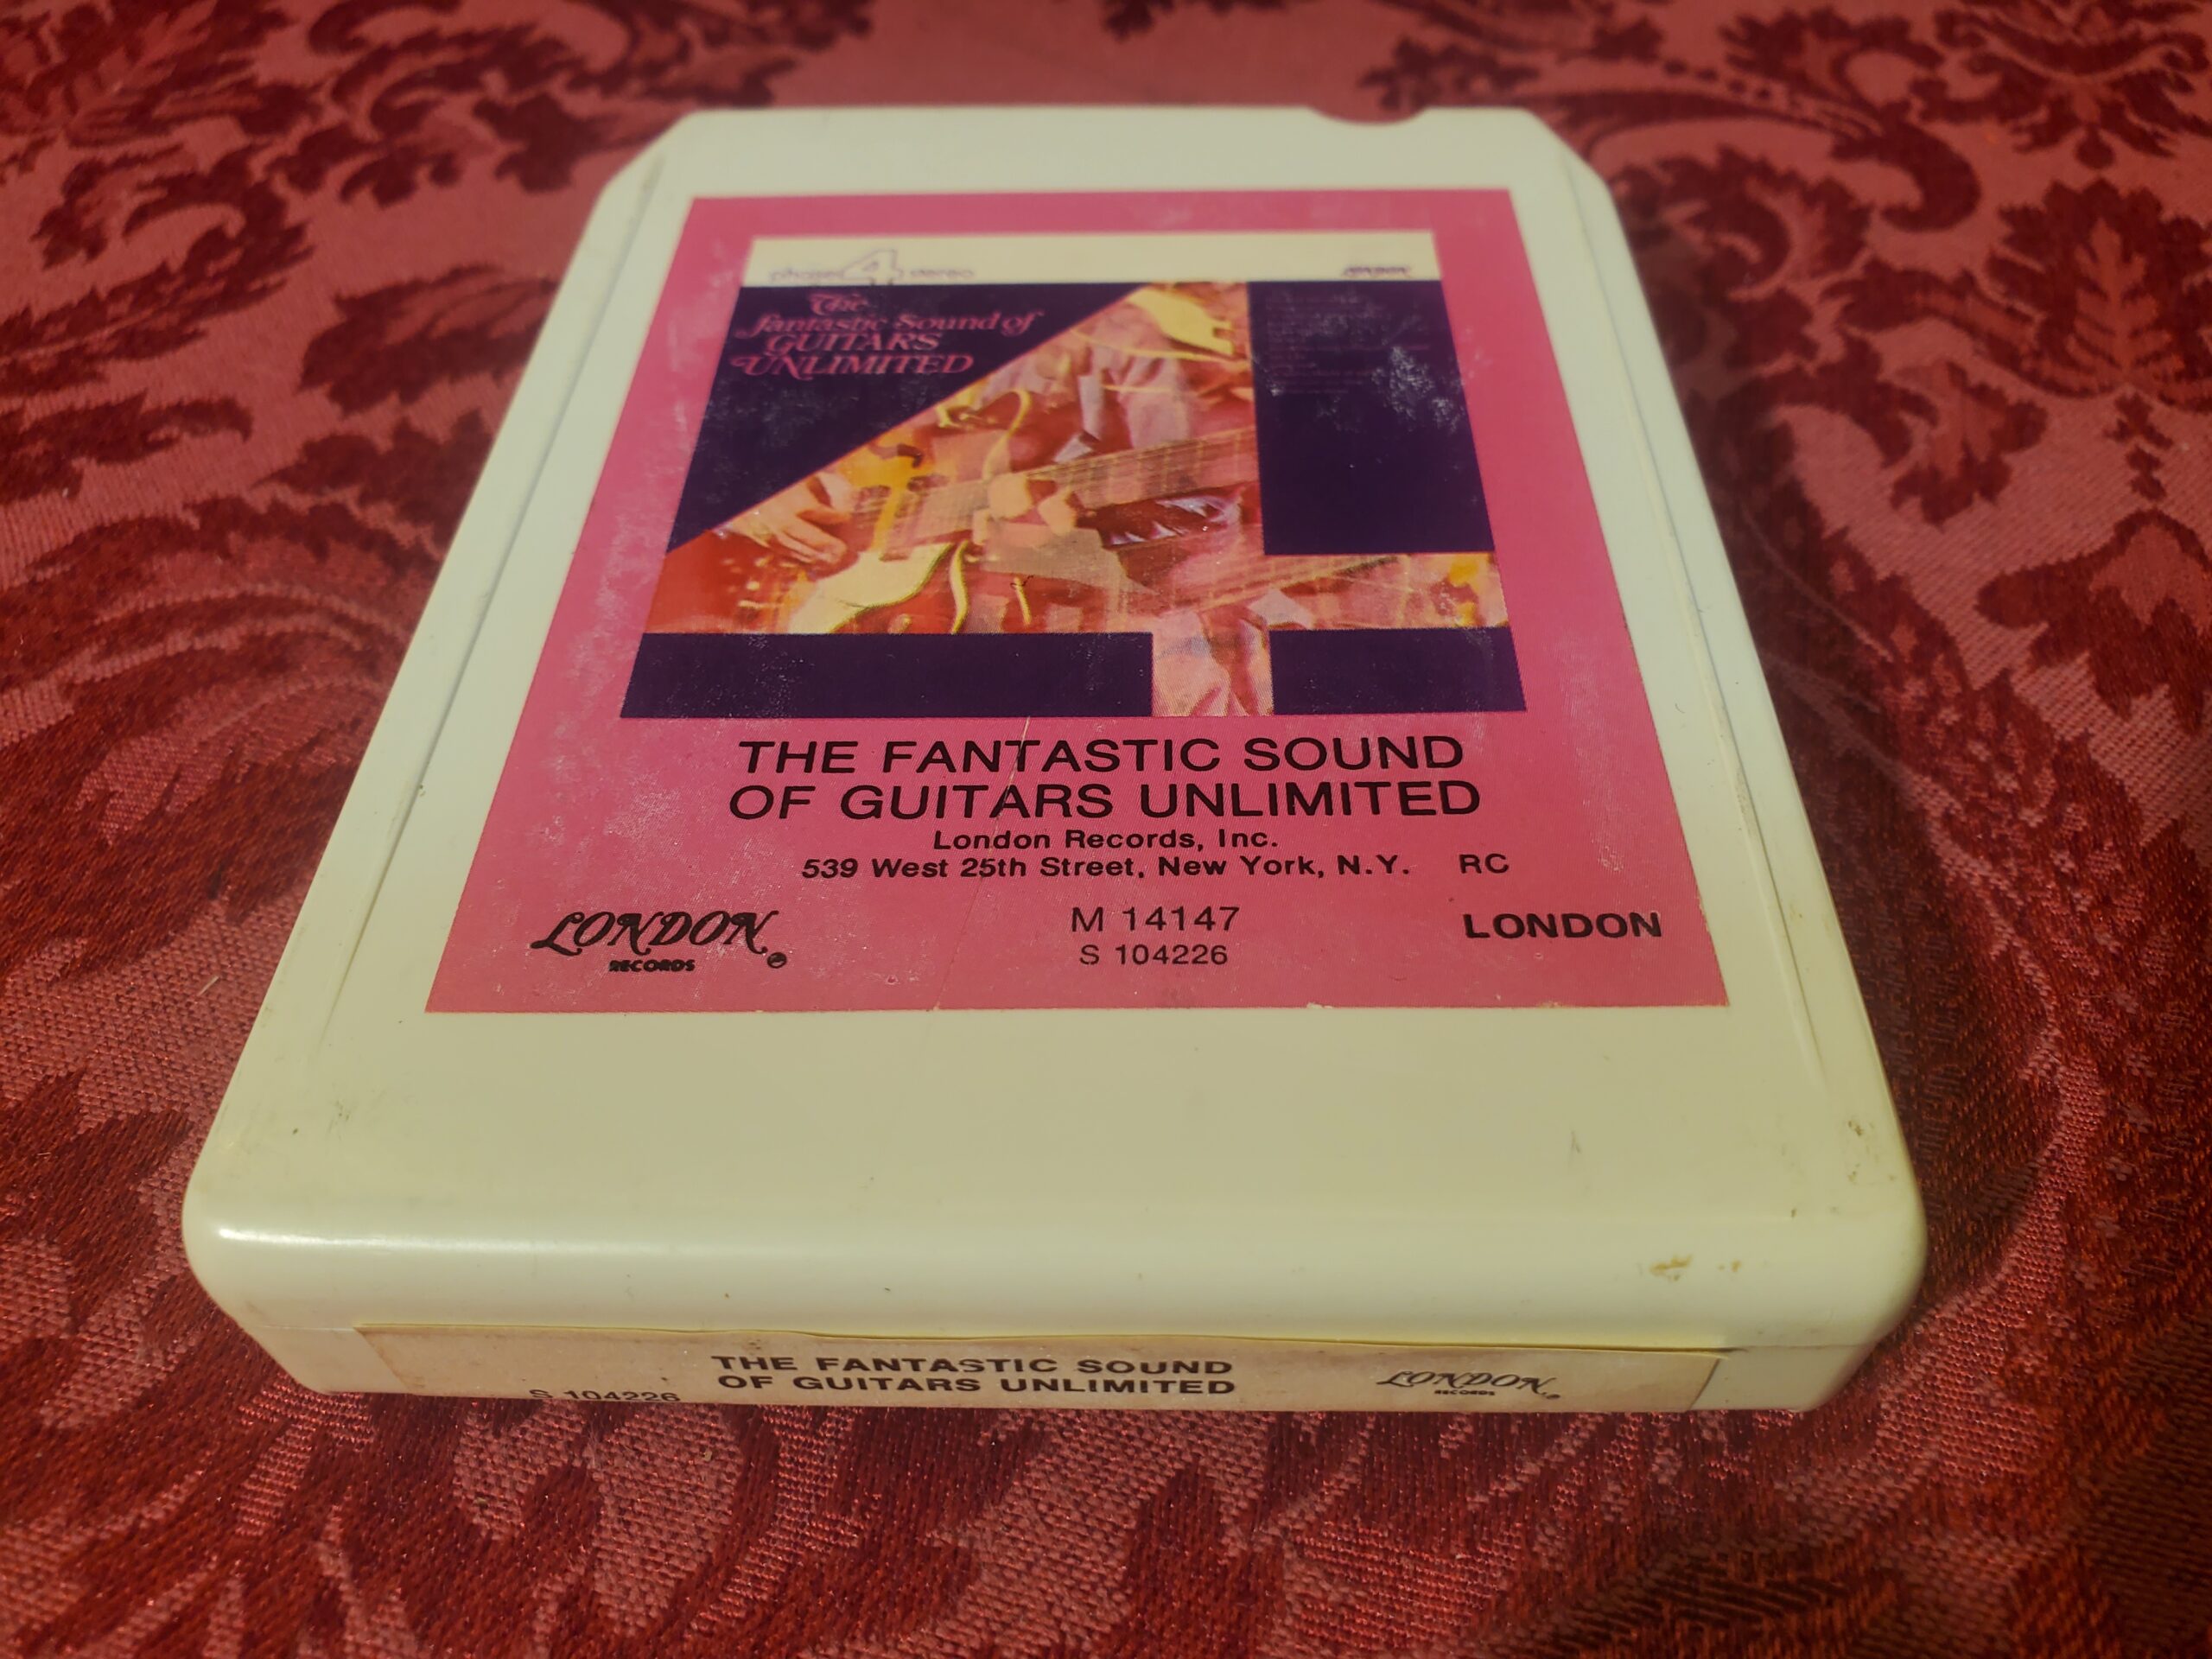 phase 4 stereo
LONDON
The
fantastic Sound of
GUITARS
UNLIMITED
THE FANTASTIC SOUND
OF GUITARS UNLIMITED
London Records, Inc.
539 West 25th Street, New York, N.Y. RC
LONDON
RECORDS
M 14147
S 104226
LONDON
S 104226
THE FANTASTIC SOUND
OF GUITARS UNLIMITED
LONDON
RECORDS